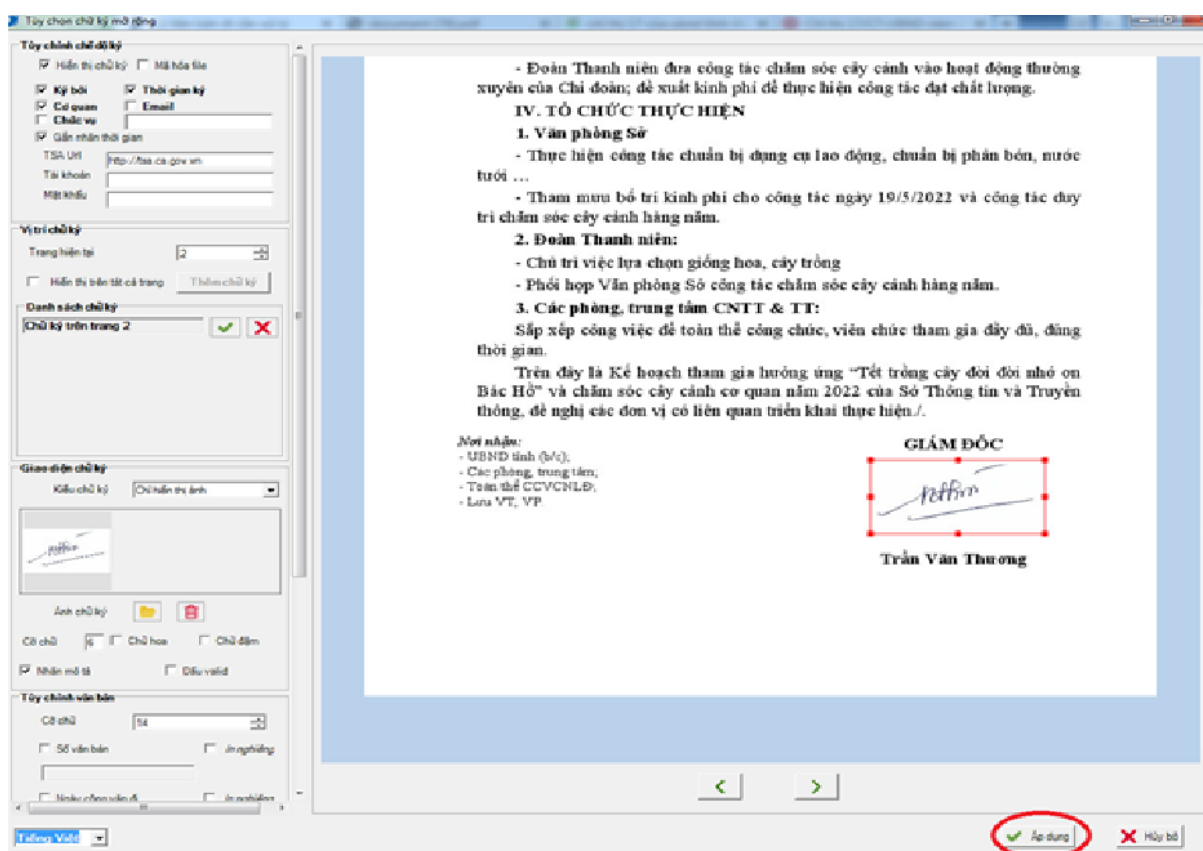 Tùy chọn chữ ký mở rộng
Tùy chỉnh chế độ ký
Hiển thị chữ ký Mã hóa file
Ký bởi Thời gian ký
Cơ quan Email
Chức vụ
Gắn nhãn thời gian
TSA Url http://tsa.ca.gov.vn
Tài khoản
Mật khẩu
Vị trí chữ ký
Trang hiện tại 2
Hiển thị trên tất cả trang Thêm chữ ký
Danh sách chữ ký
Chữ ký trên trang 2
Giao diện chữ ký
Kiểu chữ ký Chỉ hiển thị ảnh
Ảnh chữ ký
Cỡ chữ 6 Chữ hoa Chữ đậm
Nhãn mô tả Dấu valid
Tùy chỉnh văn bản
Cỡ chữ 14
Số văn bản In nghiêng
Ngày công văn đi In nghiêng
Tiếng Việt
- Đoàn Thanh niên đưa công tác chăm sóc cây cảnh vào hoạt động thường
xuyên của Chi đoàn; đề xuất kinh phí để thực hiện công tác đạt chất lượng.
IV. TỔ CHỨC THỰC HIỆN
1. Văn phòng Sở
- Thực hiện công tác chuẩn bị dụng cụ lao động, chuẩn bị phân bón, nước
tưới ...
- Tham mưu bố trí kinh phí cho công tác ngày 19/5/2022 và công tác duy
trì chăm sóc cây cảnh hàng năm.
2. Đoàn Thanh niên:
- Chủ trì việc lựa chọn giống hoa, cây trồng
- Phối hợp Văn phòng Sở công tác chăm sóc cây cảnh hàng năm.
3. Các phòng, trung tâm CNTT & TT:
Sắp xếp công việc để toàn thể công chức, viên chức tham gia đầy đủ, đúng
thời gian.
Trên đây là Kế hoạch tham gia hưởng ứng “Tết trồng cây đời đời nhớ ơn
Bác Hồ” và chăm sóc cây cảnh cơ quan năm 2022 của Sở Thông tin và Truyền
thông, đề nghị các đơn vị có liên quan triển khai thực hiện./.
Nơi nhận:
- UBND tỉnh (b/c);
- Các phòng, trung tâm;
- Toàn thể CCVCNLĐ;
- Lưu VT, VP.
GIÁM ĐỐC
Trần Văn Thương
Áp dụng Hủy bỏ